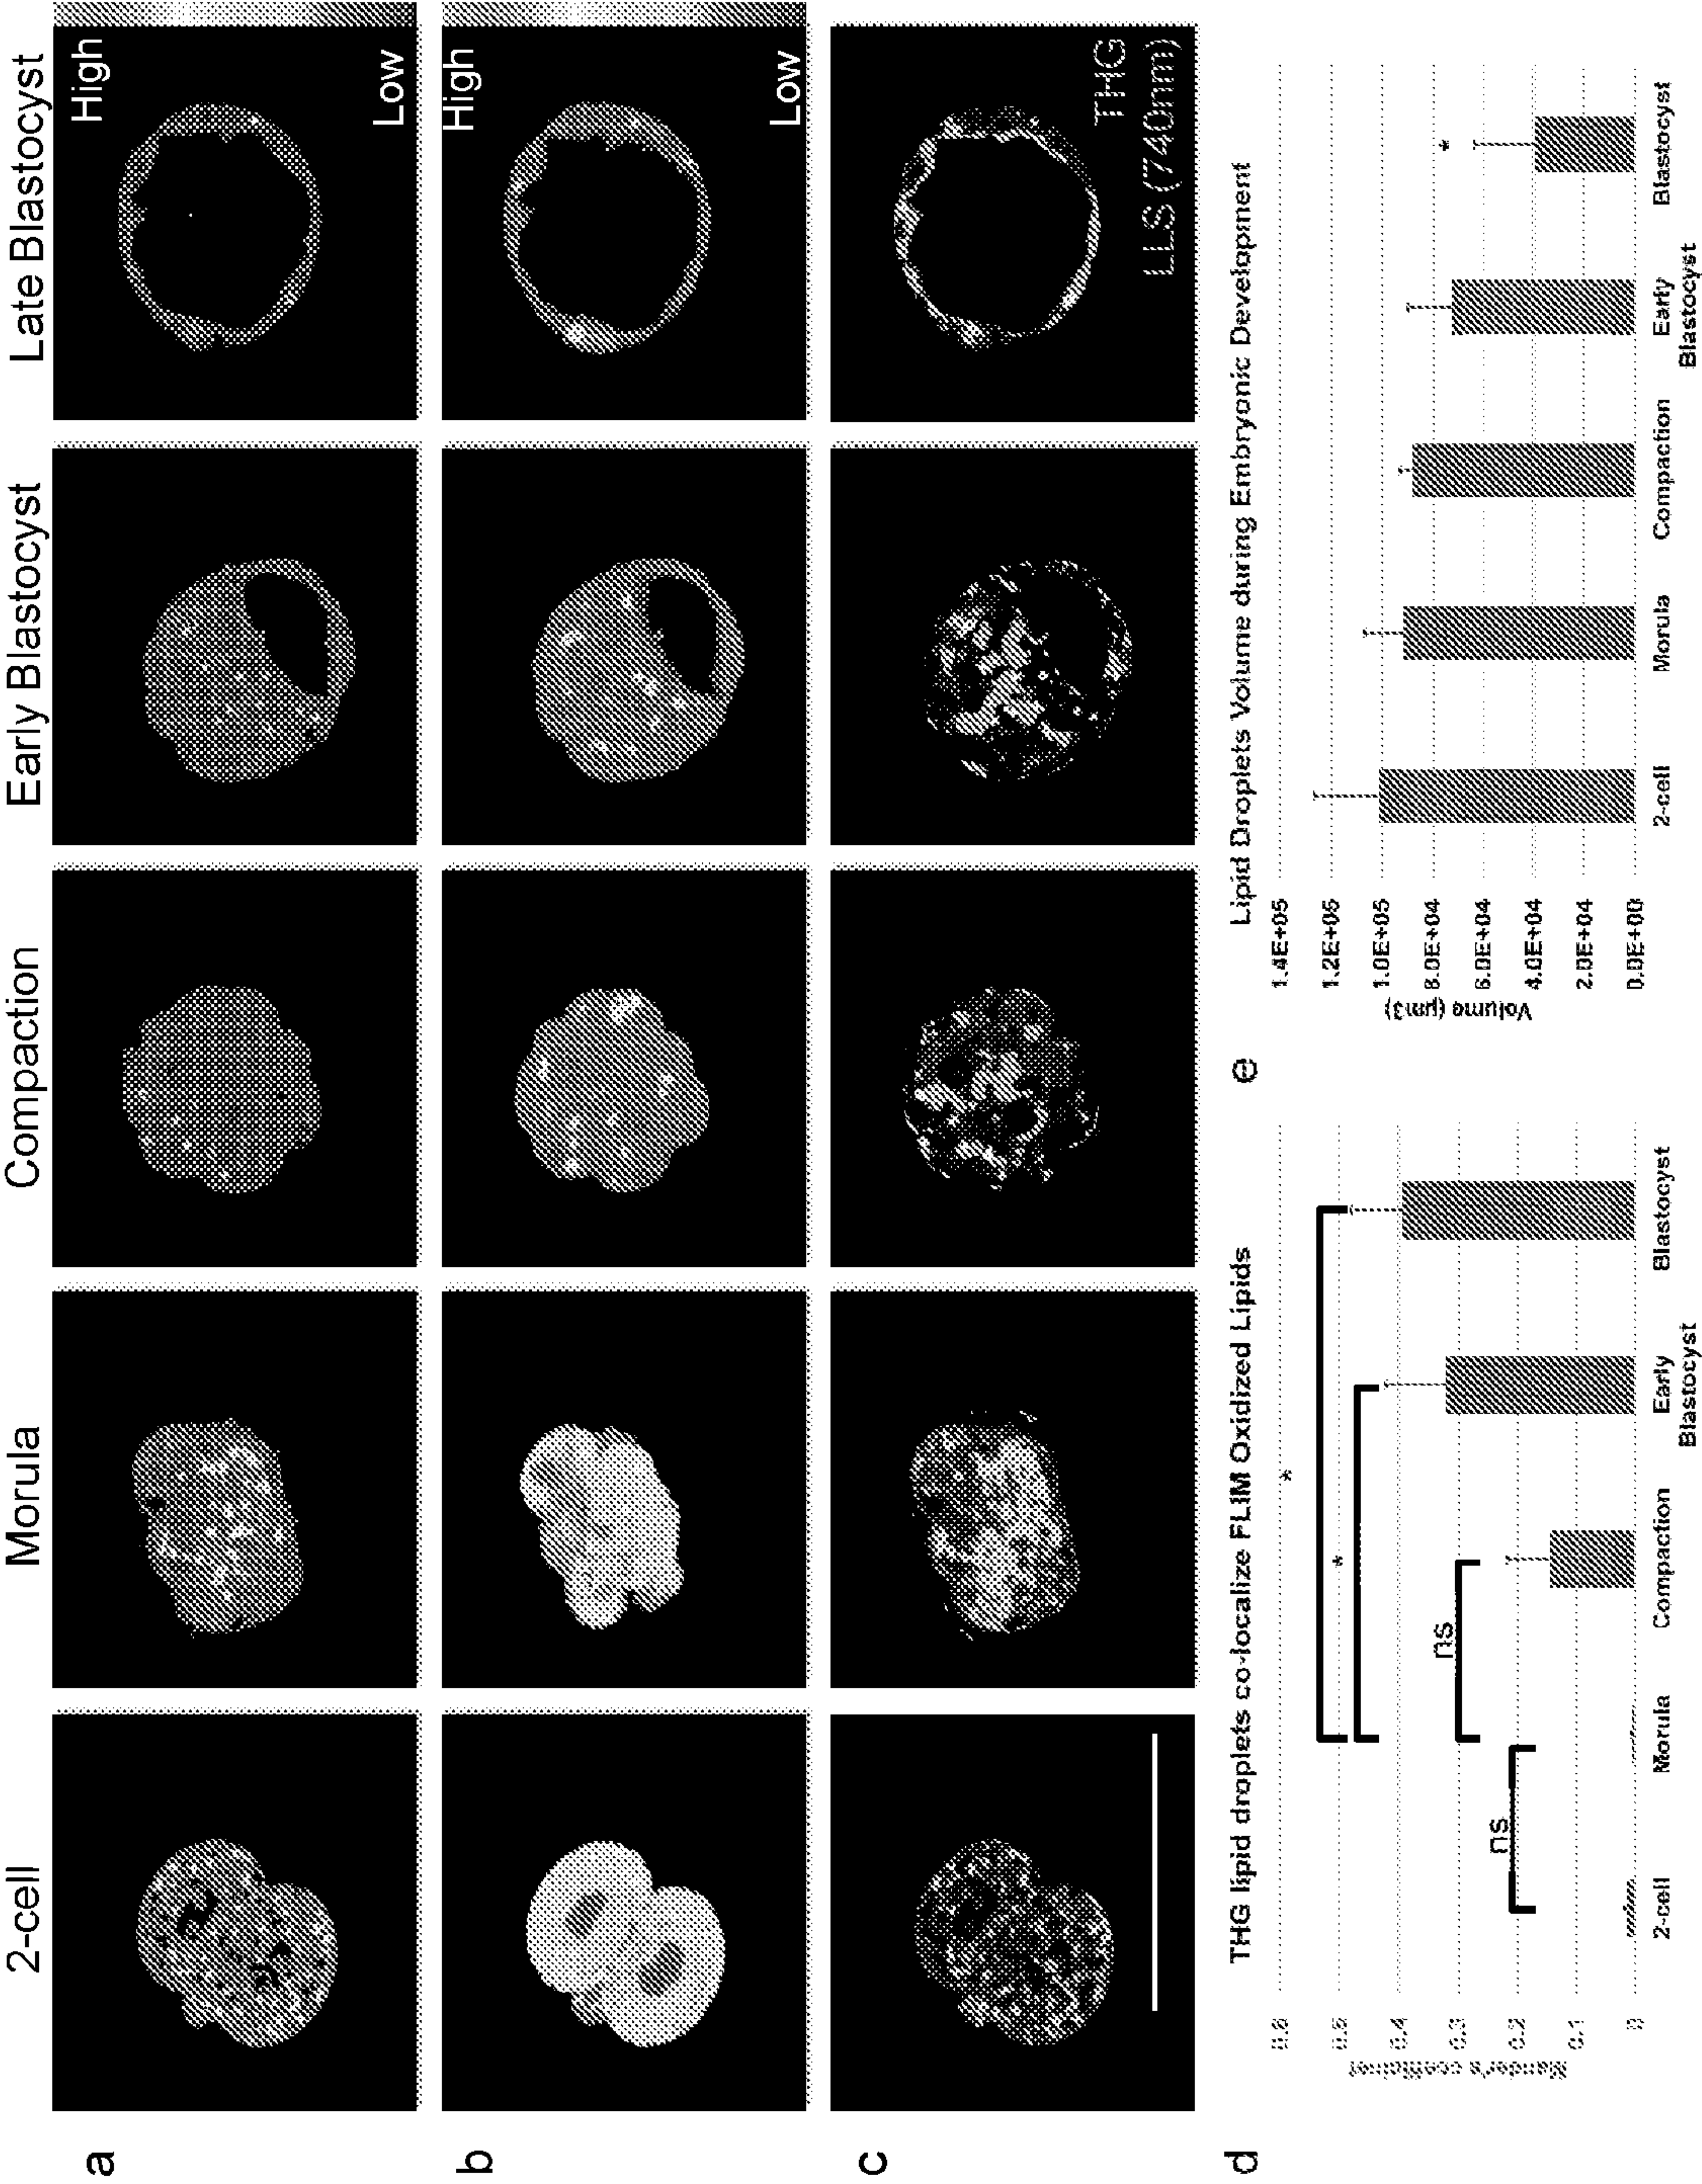 2-cell
Morula
Compaction
Early Blastocyst
Late Blastocyst
a
High
Low
b
High
Low
c
THG
LLS (740nm)
d
THG lipid droplets co-localize FLIM Oxidized Lipids
0.6
0.5
0.4
0.3
0.2
0.1
0
ns
ns
*
*
2-cell
Morula
Compaction
Early Blastocyst
Blastocyst
e
Lipid Droplets Volume during Embryonic Development
Volume (µm3)
1.4E+05
1.2E+05
1.0E+05
8.0E+04
6.0E+04
4.0E+04
2.0E+04
0.0E+00
*
2-cell
Morula
Compaction
Early Blastocyst
Blastocyst